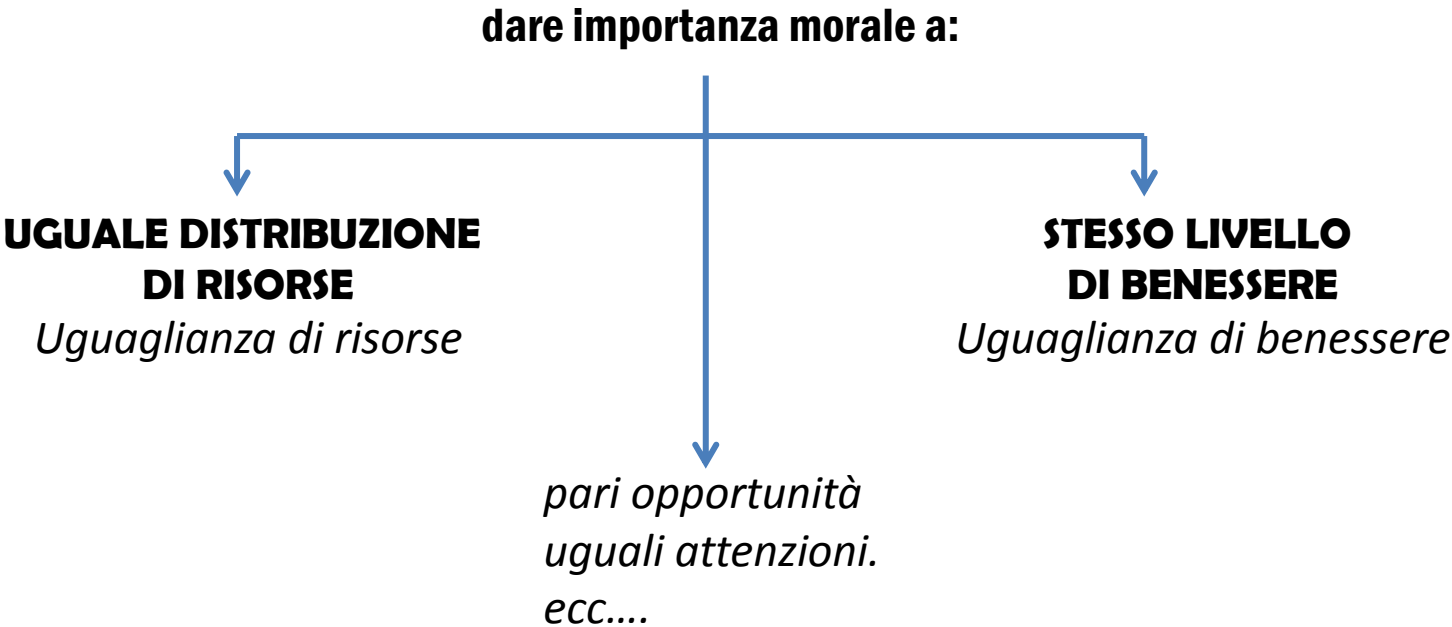 dare importanza morale a:
UGUALE DISTRIBUZIONE
DI RISORSE
Uguaglianza di risorse
STESSO LIVELLO
DI BENESSERE
Uguaglianza di benessere
pari opportunità
uguali attenzioni.
ecc....